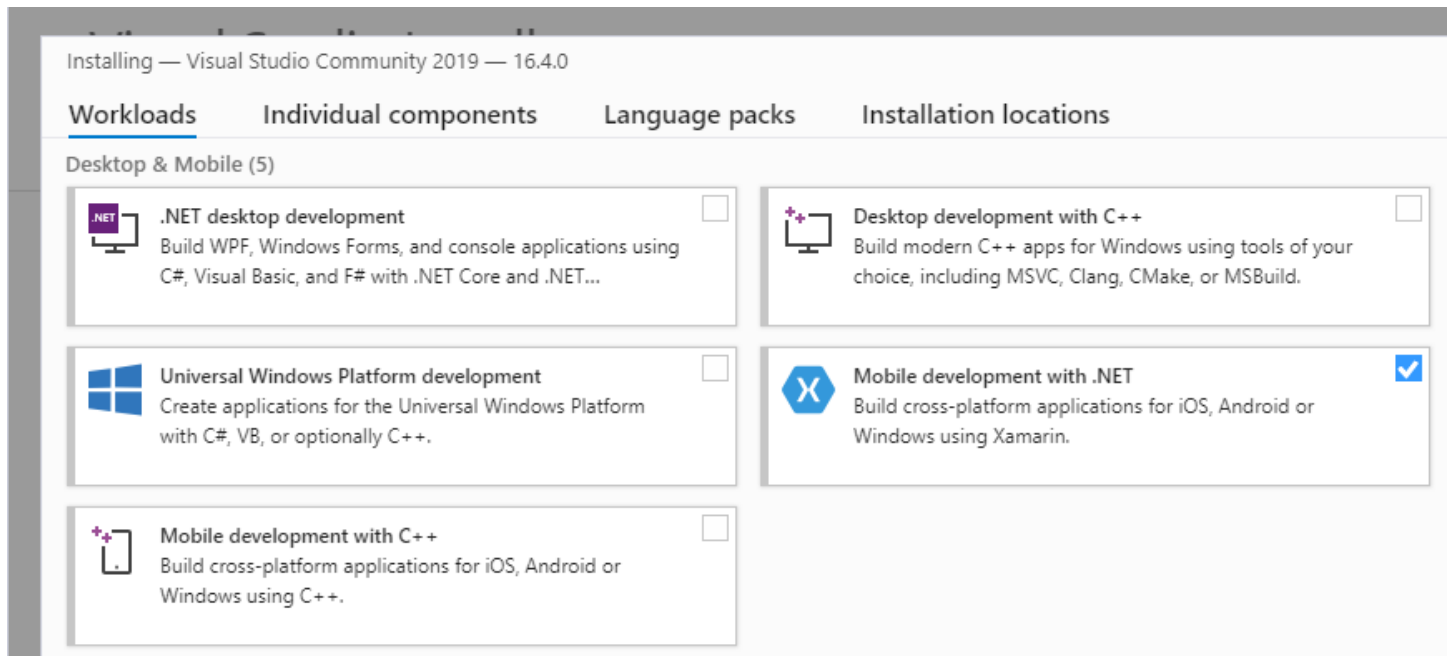 Installing — Visual Studio Community 2019 — 16.4.0
Workloads Individual components Language packs Installation locations
Desktop & Mobile (5)
.NET
.NET desktop development
Build WPF, Windows Forms, and console applications using
C#, Visual Basic, and F# with .NET Core and .NET...
Desktop development with C++
Build modern C++ apps for Windows using tools of your
choice, including MSVC, Clang, CMake, or MSBuild.
Universal Windows Platform development
Create applications for the Universal Windows Platform
with C#, VB, or optionally C++.
Mobile development with .NET
Build cross-platform applications for iOS, Android or
Windows using Xamarin.
Mobile development with C++
Build cross-platform applications for iOS, Android or
Windows using C++.